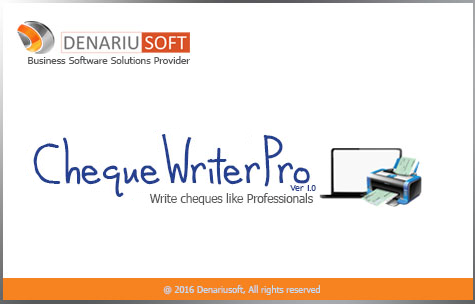 DENARIUSOFT
Business Software Solutions Provider
ChequeWriterPro
Ver 1.0
Write cheques like Professionals
@ 2016 Denariusoft, All rights reserved